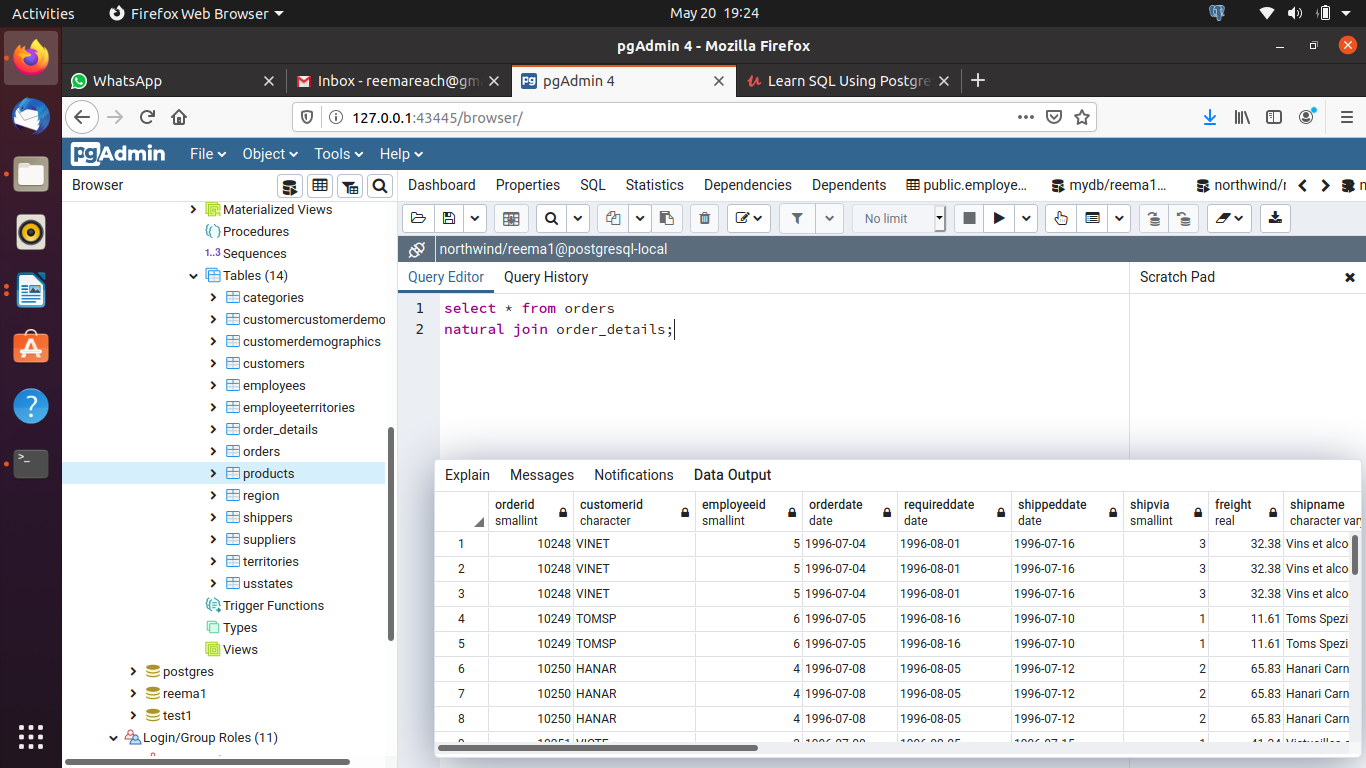 Activities Firefox Web Browser May 20 19:24
pgAdmin 4 - Mozilla Firefox
WhatsApp Inbox - reemareach@gm pgAdmin 4 Learn SQL Using Postgre
127.0.0.1:43445/browser/
pgAdmin File Object Tools Help
Browser Dashboard Properties SQL Statistics Dependencies Dependents public.employe... mydb/reema1... northwind/r
No limit
northwind/reema1@postgresql-local
Query Editor Query History Scratch Pad
1 select * from orders
2 natural join order_details;
Materialized Views
Procedures
1..3 Sequences
Tables (14)
categories
customercustomerdemo
customerdemographics
customers
employees
employeeterritories
order_details
orders
products
region
shippers
suppliers
territories
usstates
Trigger Functions
Types
Views
postgres
reema1
test1
Login/Group Roles (11)
Explain Messages Notifications Data Output
orderid customerid employeeid orderdate requireddate shippeddate shipvia freight shipname
smallint character smallint date date date smallint real character vary
1 10248 VINET 5 1996-07-04 1996-08-01 1996-07-16 3 32.38 Vins et alco
2 10248 VINET 5 1996-07-04 1996-08-01 1996-07-16 3 32.38 Vins et alco
3 10248 VINET 5 1996-07-04 1996-08-01 1996-07-16 3 32.38 Vins et alco
4 10249 TOMSP 6 1996-07-05 1996-08-16 1996-07-10 1 11.61 Toms Spezi
5 10249 TOMSP 6 1996-07-05 1996-08-16 1996-07-10 1 11.61 Toms Spezi
6 10250 HANAR 4 1996-07-08 1996-08-05 1996-07-12 2 65.83 Hanari Carn
7 10250 HANAR 4 1996-07-08 1996-08-05 1996-07-12 2 65.83 Hanari Carn
8 10250 HANAR 4 1996-07-08 1996-08-05 1996-07-12 2 65.83 Hanari Carn